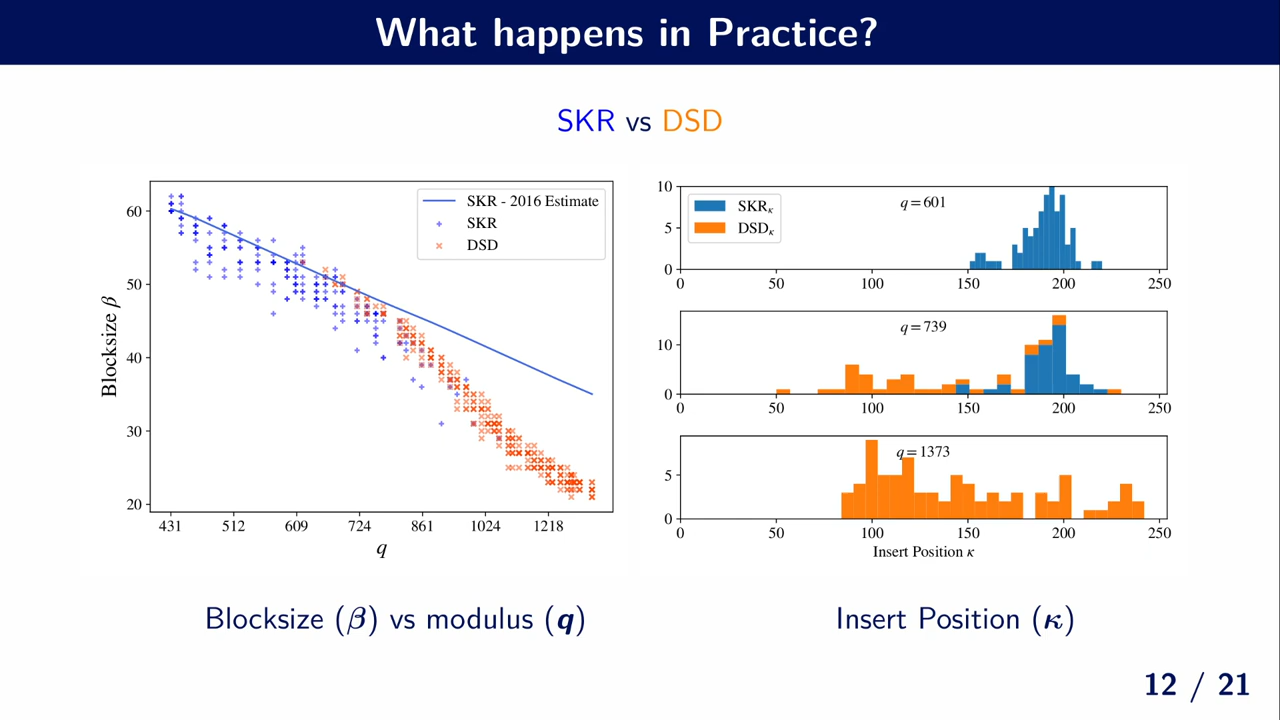 What happens in Practice?
SKR vs DSD
SKR - 2016 Estimate
SKR
DSD
60
50
40
30
20
Blocksize β
431 512 609 724 861 1024 1218
q
SKRκ
DSDκ
q = 601
10
5
0
0 50 100 150 200 250
q = 739
10
0
0 50 100 150 200 250
q = 1373
5
0
0 50 100 150 200 250
Insert Position κ
Blocksize (β) vs modulus (q)
Insert Position (κ)
12 / 21